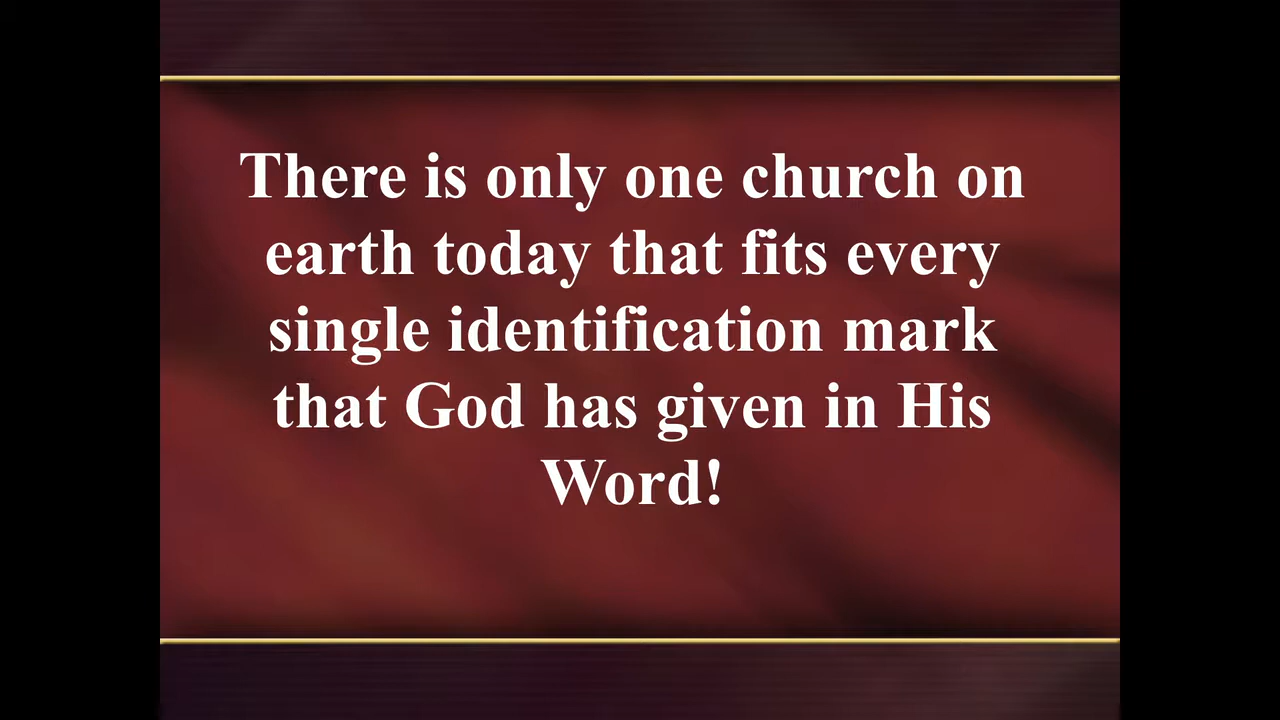 There is only one church on
earth today that fits every
single identification mark
that God has given in His
Word!